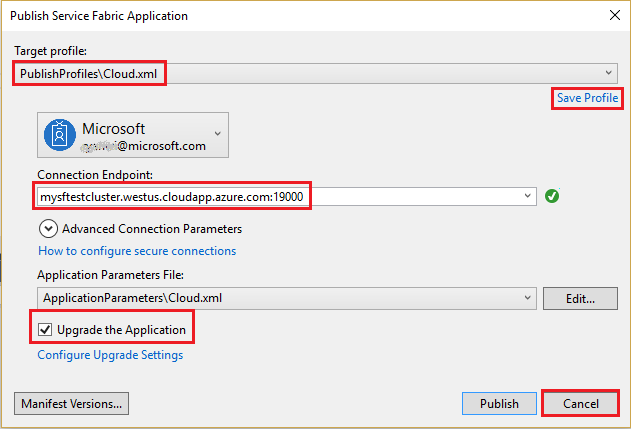 Publish Service Fabric Application
Target profile:
PublishProfiles\Cloud.xml
Save Profile
Microsoft
@microsoft.com
Connection Endpoint:
mysftestcluster.westus.cloudapp.azure.com:19000
Advanced Connection Parameters
How to configure secure connections
Application Parameters File:
ApplicationParameters\Cloud.xml
Edit...
Upgrade the Application
Configure Upgrade Settings
Manifest Versions...
Publish
Cancel